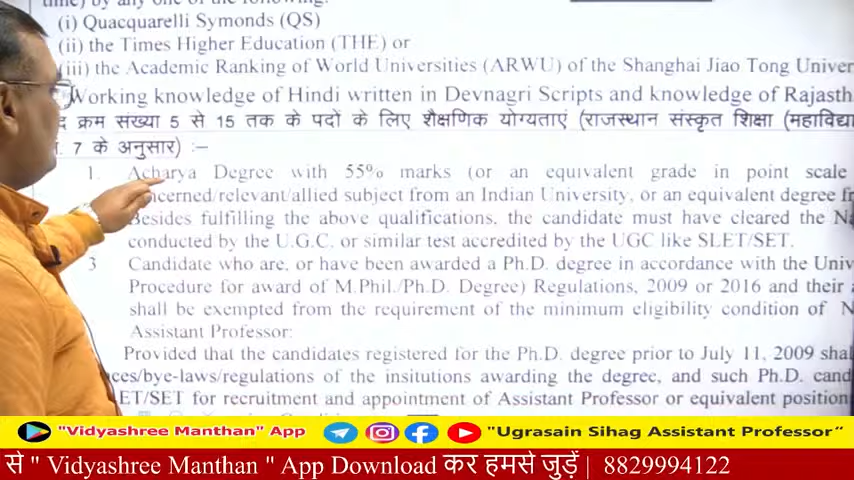 time) by any one of the following:
(i) Quacquarelli Symonds (QS)
(ii) the Times Higher Education (THE) or
(iii) the Academic Ranking of World Universities (ARWU) of the Shanghai Jiao Tong Univer
Working knowledge of Hindi written in Devnagri Scripts and knowledge of Rajasth
क्रम संख्या 5 से 15 तक के पदों के लिए शैक्षणिक योग्यताएं (राजस्थान संस्कृत शिक्षा (महाविद्या
7 के अनुसार) :–
1. Acharya Degree with 55% marks (or an equivalent grade in point scale
concerned/relevant/allied subject from an Indian University, or an equivalent degree fr
Besides fulfilling the above qualifications, the candidate must have cleared the Na
conducted by the U.G.C. or similar test accredited by the UGC like SLET/SET.
3 Candidate who are, or have been awarded a Ph.D. degree in accordance with the Univ
Procedure for award of M.Phil./Ph.D. Degree) Regulations, 2009 or 2016 and their
shall be exempted from the requirement of the minimum eligibility condition of N
Assistant Professor:
Provided that the candidates registered for the Ph.D. degree prior to July 11, 2009 shal
ces/bye-laws/regulations of the insitutions awarding the degree, and such Ph.D. cand
ET/SET for recruitment and appointment of Assistant Professor or equivalent position
"Vidyashree Manthan" App "Ugrasain Sihag Assistant Professor"
से " Vidyashree Manthan " App Download कर हमसे जुड़ें | 8829994122